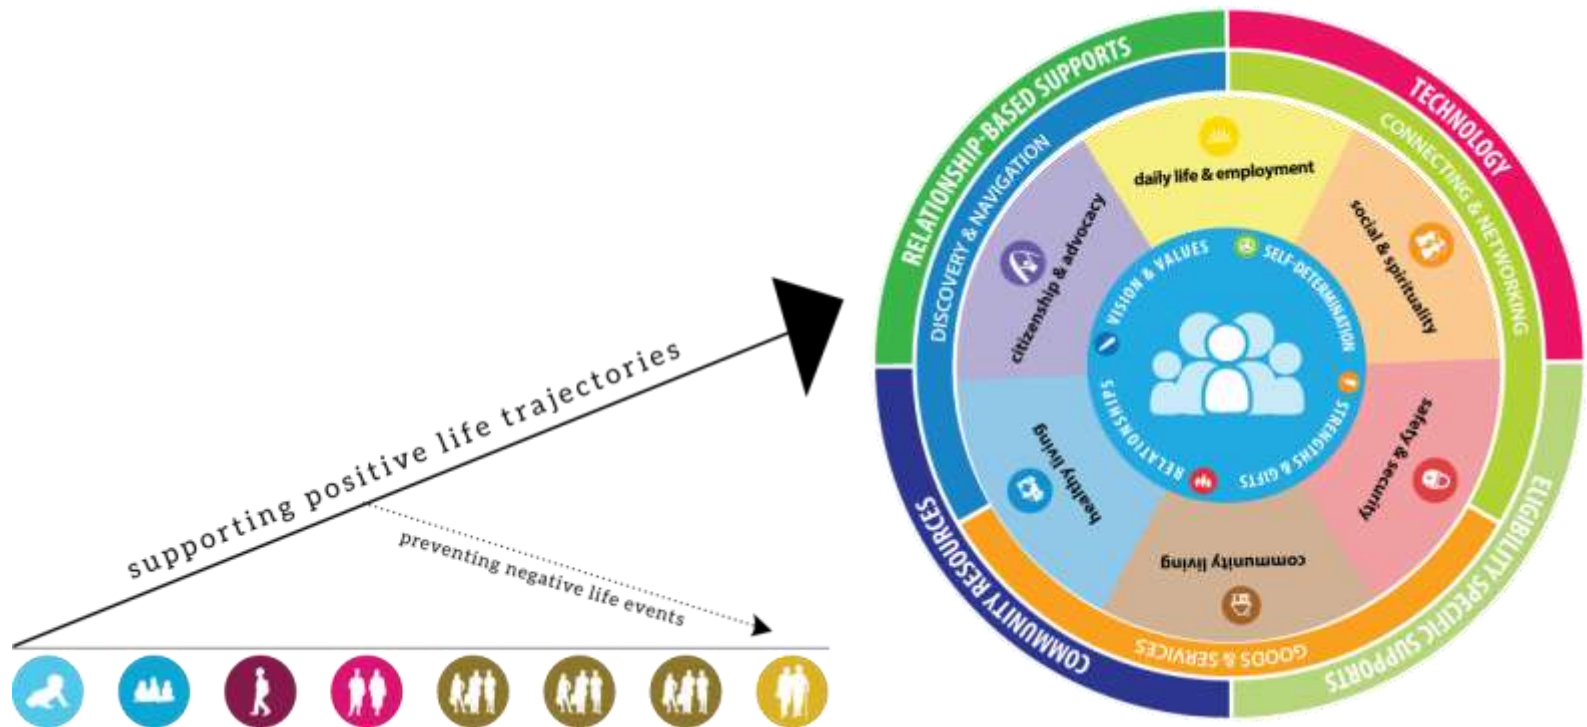 supporting positive life trajectories
preventing negative life events
RELATIONSHIP-BASED SUPPORTS
TECHNOLOGY
ELIGIBILITY SPECIFIC SUPPORTS
COMMUNITY RESOURCES
DISCOVERY & NAVIGATION
CONNECTING & NETWORKING
GOODS & SERVICES
daily life & employment
social & spirituality
safety & security
community living
healthy living
citizenship & advocacy
VISION & VALUES
SELF-DETERMINATION
STRENGTHS & GIFTS
RELATIONSHIPS